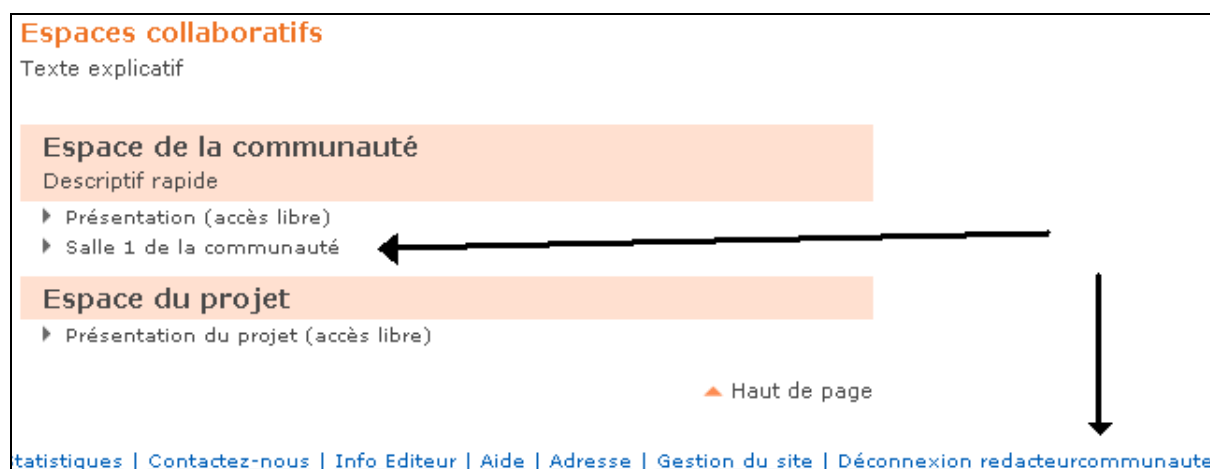 Espaces collaboratifs
Texte explicatif
Espace de la communauté
Descriptif rapide
Présentation (accès libre)
Salle 1 de la communauté
Espace du projet
Présentation du projet (accès libre)
Haut de page
tatistiques | Contactez-nous | Info Editeur | Aide | Adresse | Gestion du site | Déconnexion redacteurcommunaute